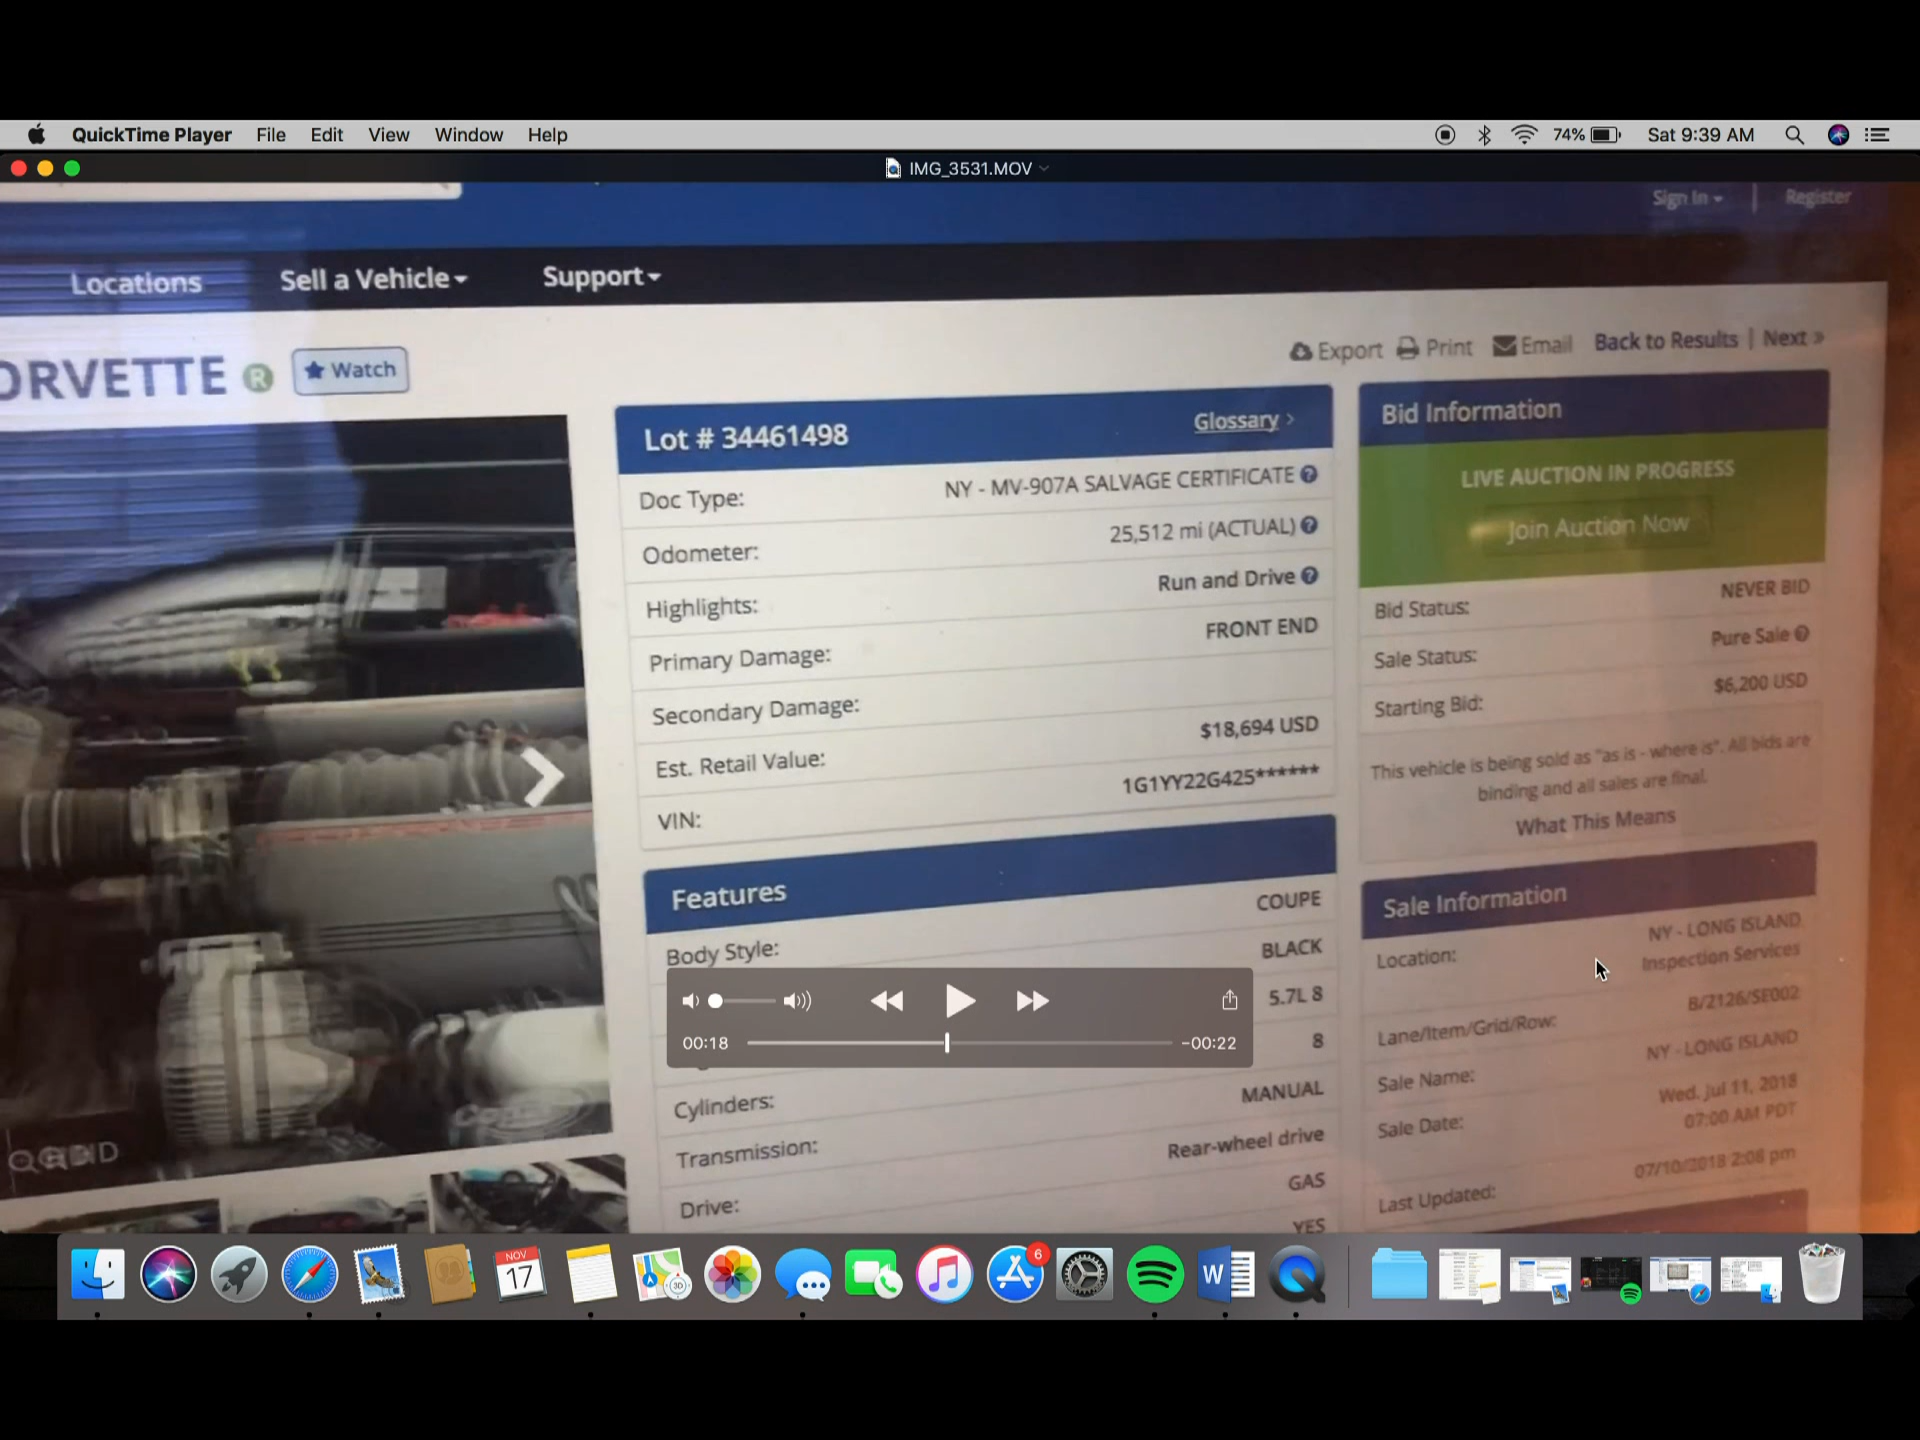 QuickTime Player File Edit View Window Help 74% Sat 9:39 AM
IMG_3531.MOV
Sign In Register
Locations Sell a Vehicle Support
ORVETTE R Watch
Export Print Email Back to Results | Next »
Lot # 34461498 Glossary >
Doc Type: NY - MV-907A SALVAGE CERTIFICATE ?
Odometer: 25,512 mi (ACTUAL) ?
Highlights: Run and Drive ?
Primary Damage: FRONT END
Secondary Damage:
Est. Retail Value: $18,694 USD
VIN: 1G1YY22G425******
Features
Body Style: COUPE
BLACK
5.7L 8
8
Cylinders:
Transmission: MANUAL
Drive: Rear-wheel drive
GAS
YES
Bid Information
LIVE AUCTION IN PROGRESS
Join Auction Now
Bid Status: NEVER BID
Sale Status: Pure Sale ?
Starting Bid: $6,200 USD
This vehicle is being sold as "as is - where is". All bids are
binding and all sales are final.
What This Means
Sale Information
Location: NY - LONG ISLAND
Inspection Services
Lane/Item/Grid/Row: B/2126/SE002
Sale Name: NY - LONG ISLAND
Sale Date: Wed. Jul 11, 2018
07:00 AM PDT
Last Updated: 07/10/2018 2:08 pm
00:18 -00:22
NOV
17
3D
6
W